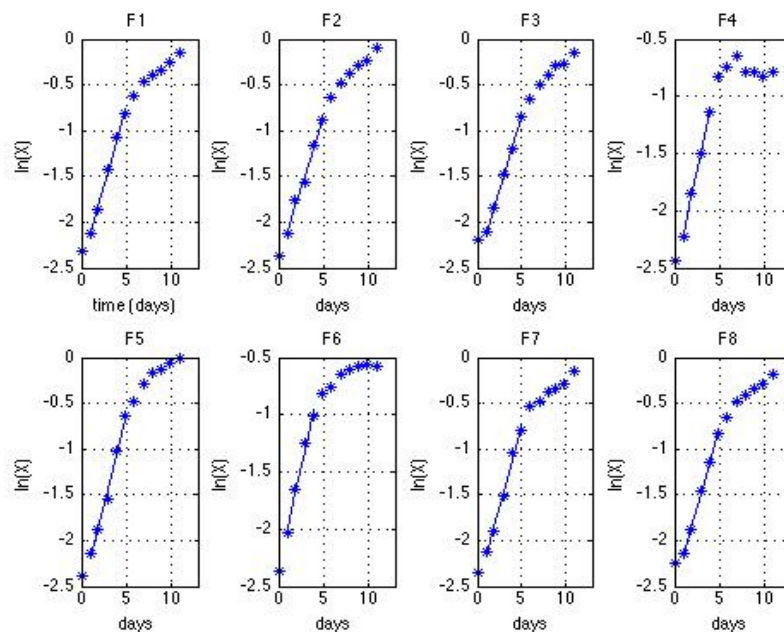 F1 F2 F3 F4
0 0 0 -0.5
-0.5 -0.5 -0.5 -1
-1 -1 -1 -1.5
-1.5 -1.5 -1.5 -2
-2 -2 -2 -2.5
-2.5 -2.5 -2.5
ln(X) ln(X) ln(X) ln(X)
0 5 10 0 5 10 0 5 10 0 5 10
time (days) days days days
F5 F6 F7 F8
0 -0.5 0 0
-0.5 -1 -0.5 -0.5
-1 -1.5 -1 -1
-1.5 -2 -1.5 -1.5
-2 -2.5 -2 -2
-2.5 -2.5 -2.5
ln(X) ln(X) ln(X) ln(X)
0 5 10 0 5 10 0 5 10 0 5 10
days days days days